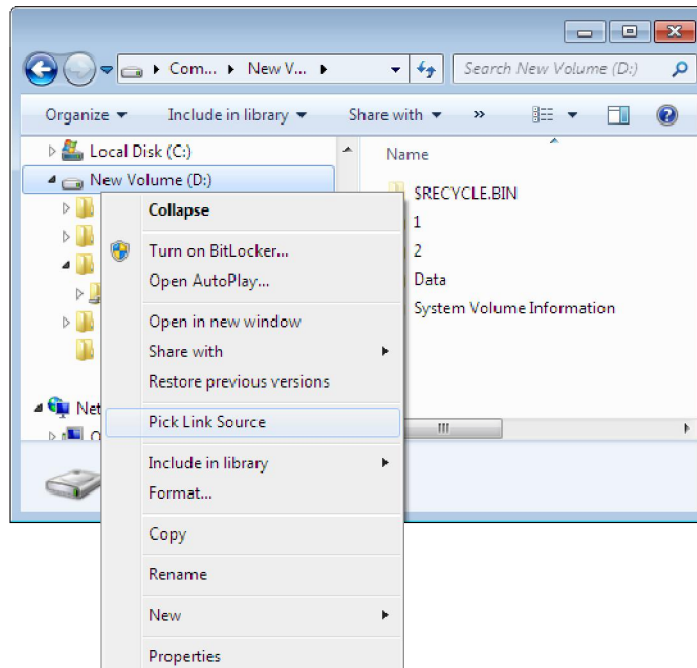 Com... New V...
Search New Volume (D:)
Organize Include in library Share with »
Local Disk (C:)
New Volume (D:)
Name
$RECYCLE.BIN
1
2
Data
System Volume Information
Net
Collapse
Turn on BitLocker...
Open AutoPlay...
Open in new window
Share with
Restore previous versions
Pick Link Source
Include in library
Format...
Copy
Rename
New
Properties